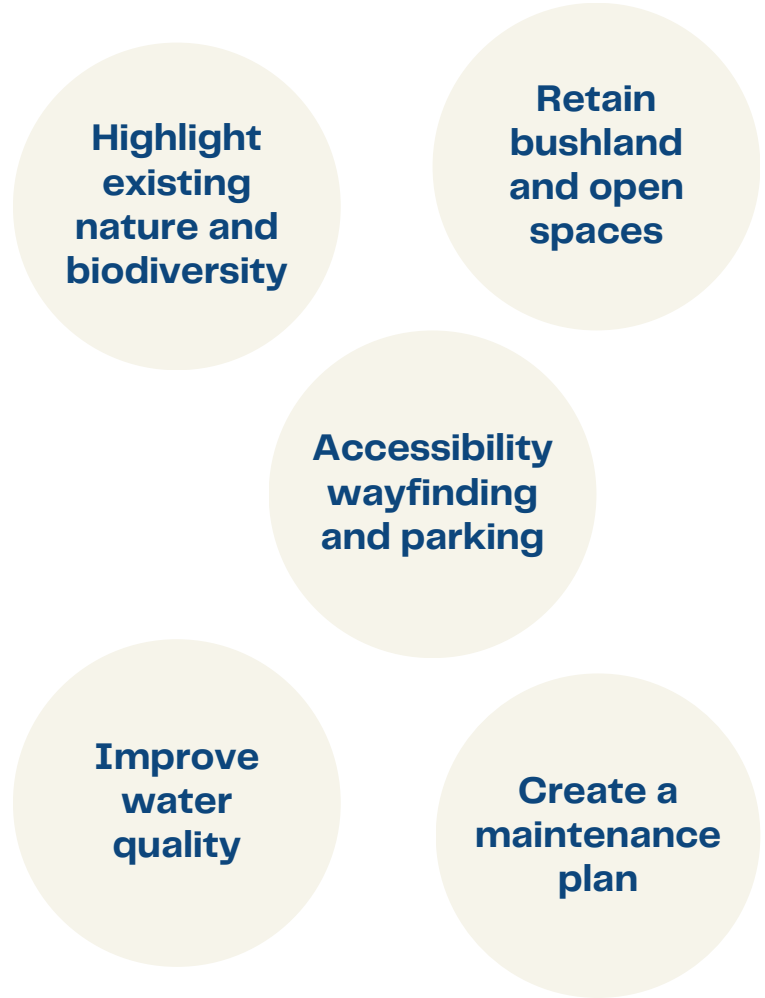 Highlight
existing
nature and
biodiversity
Retain
bushland
and open
spaces
Accessibility
wayfinding
and parking
Improve
water
quality
Create a
maintenance
plan